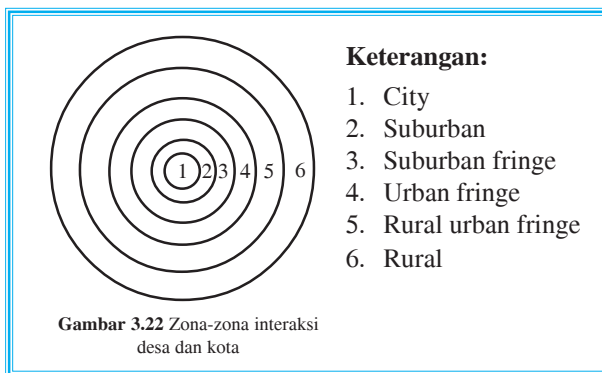 1 2 3 4 5 6
Gambar 3.22 Zona-zona interaksi
desa dan kota
Keterangan:
1. City
2. Suburban
3. Suburban fringe
4. Urban fringe
5. Rural urban fringe
6. Rural